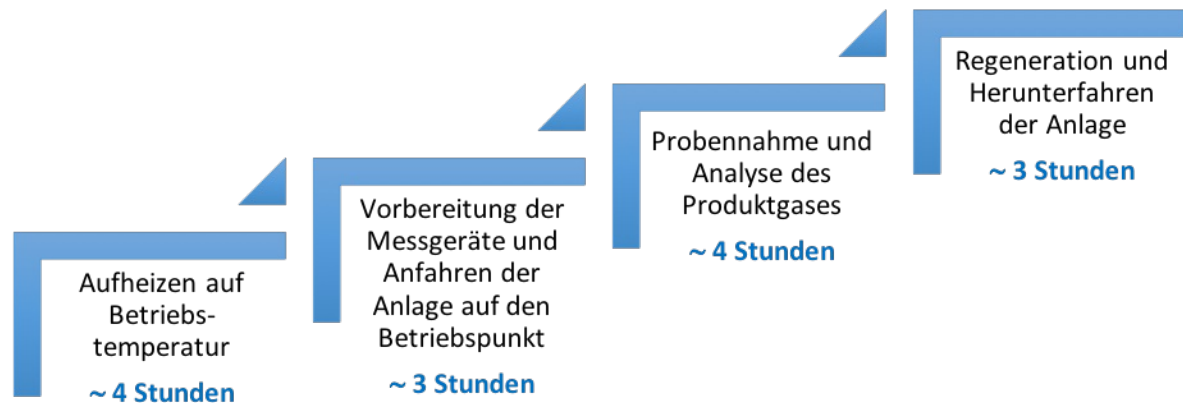 Aufheizen auf
Betriebs-
temperatur
~ 4 Stunden
Vorbereitung der
Messgeräte und
Anfahren der
Anlage auf den
Betriebspunkt
~ 3 Stunden
Probennahme und
Analyse des
Produktgases
~ 4 Stunden
Regeneration und
Herunterfahren
der Anlage
~ 3 Stunden